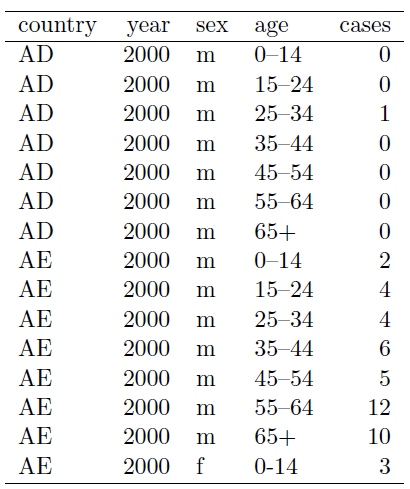 country year sex age cases
AD 2000 m 0–14 0
AD 2000 m 15–24 0
AD 2000 m 25–34 1
AD 2000 m 35–44 0
AD 2000 m 45–54 0
AD 2000 m 55–64 0
AD 2000 m 65+ 0
AE 2000 m 0–14 2
AE 2000 m 15–24 4
AE 2000 m 25–34 4
AE 2000 m 35–44 6
AE 2000 m 45–54 5
AE 2000 m 55–64 12
AE 2000 m 65+ 10
AE 2000 f 0-14 3